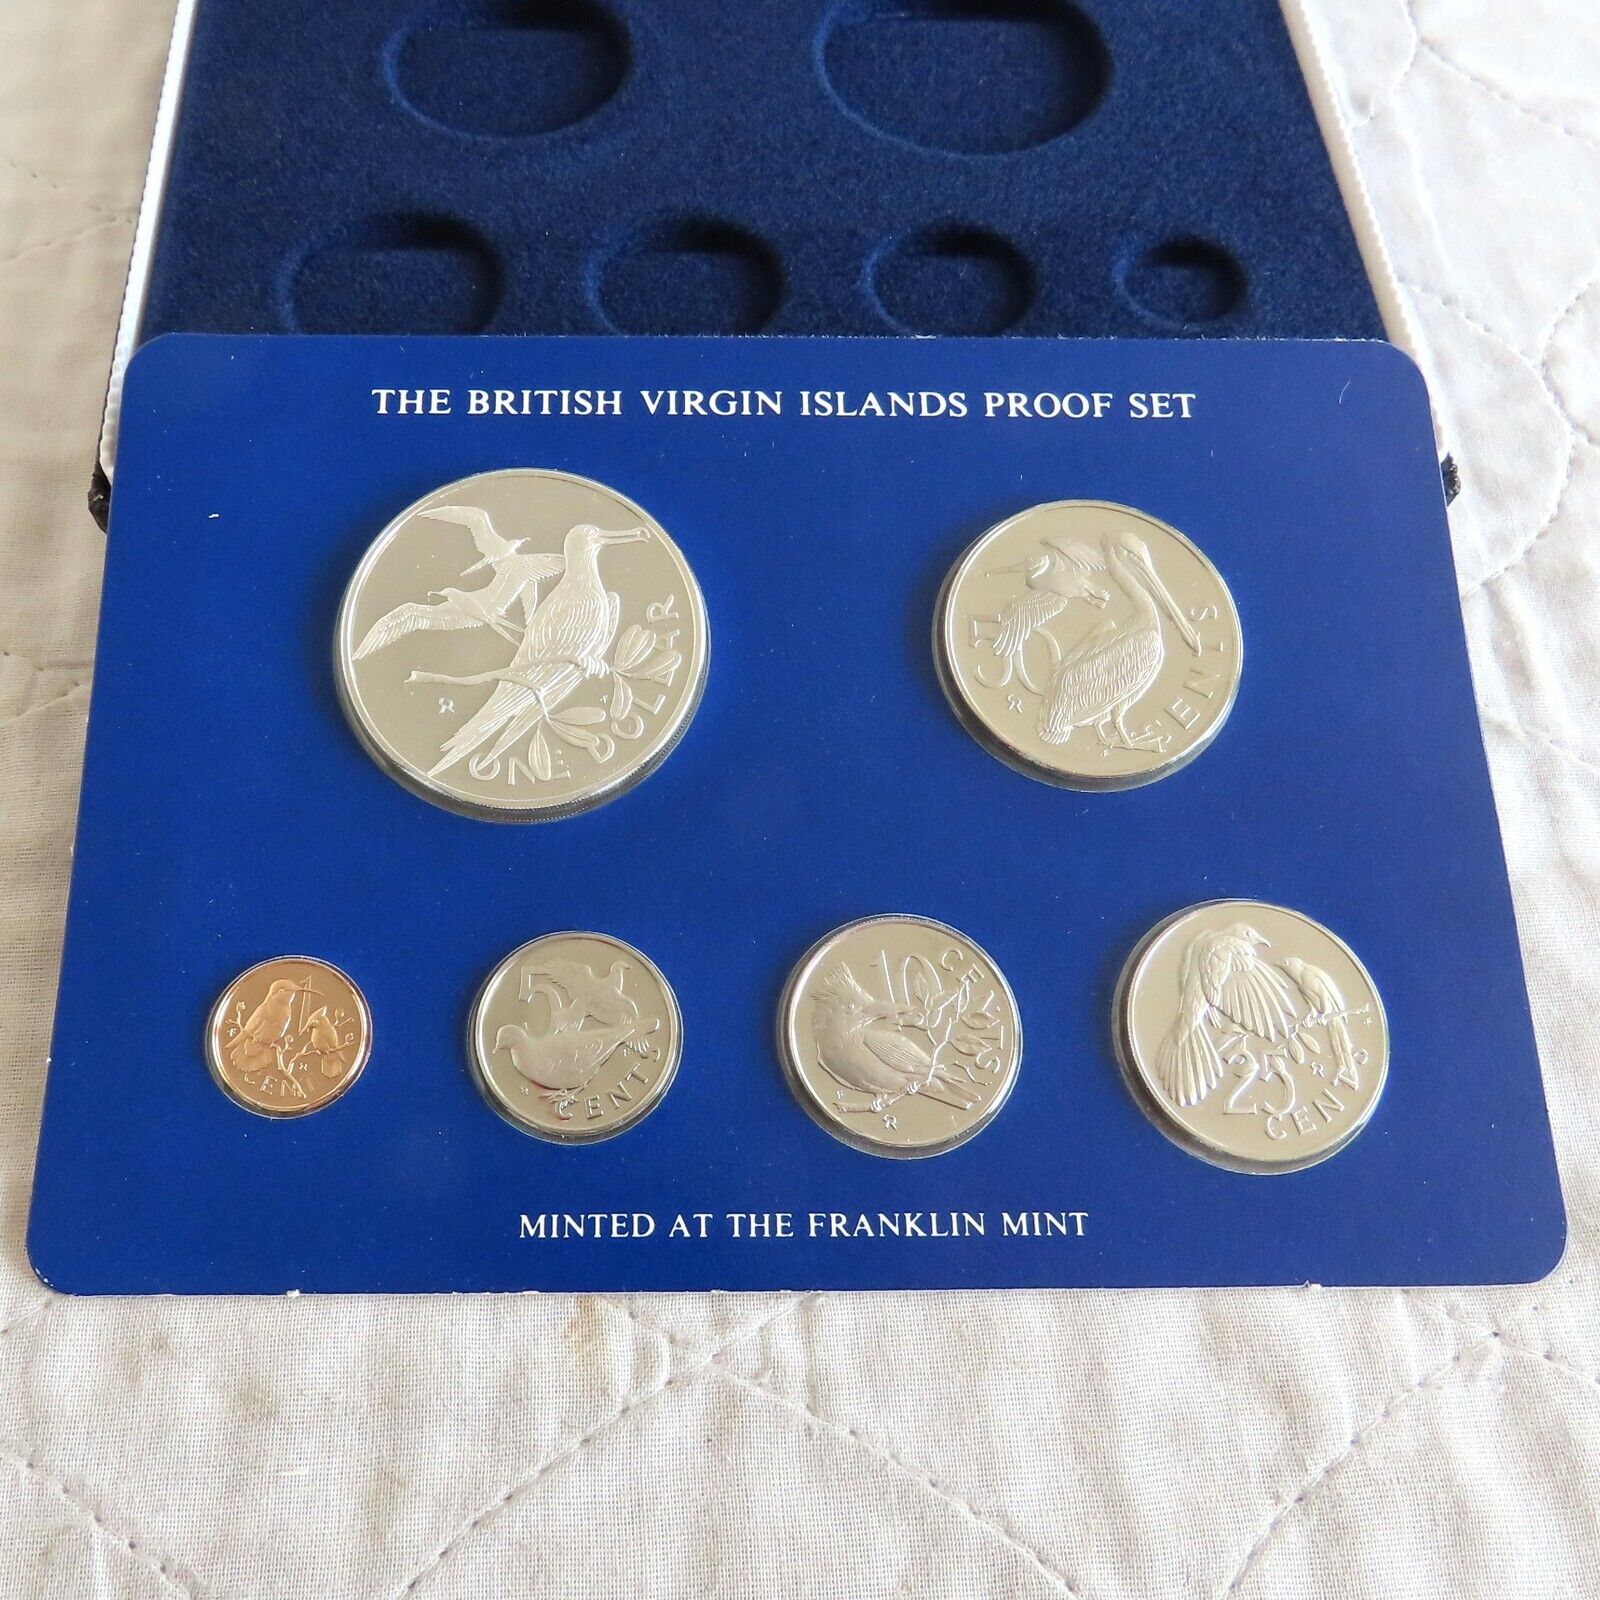 THE BRITISH VIRGIN ISLANDS PROOF SET
ONE DOLLAR
50 CENTS
1 CENT
5 CENTS
10 CENTS
25 CENTS
MINTED AT THE FRANKLIN MINT